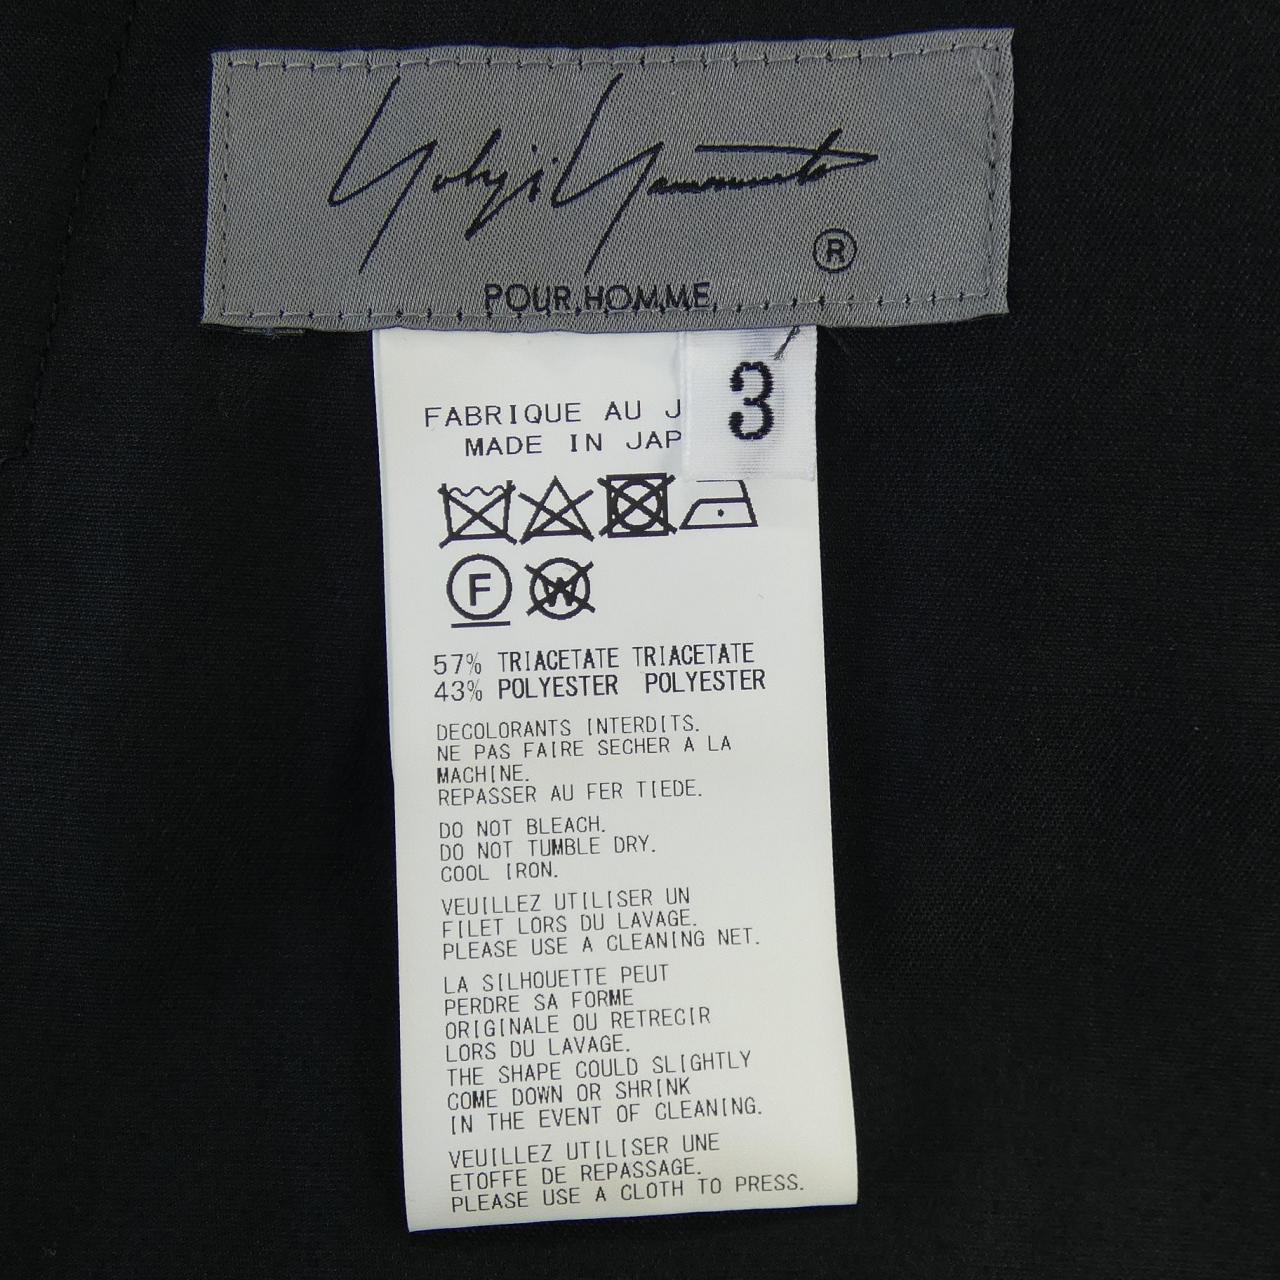 Yohji Yamamoto
®
POUR HOMME
3
FABRIQUE AU J
MADE IN JAP
F
W
57% TRIACETATE TRIACETATE
43% POLYESTER POLYESTER
DECOLORANTS INTERDITS.
NE PAS FAIRE SECHER A LA
MACHINE.
REPASSER AU FER TIEDE.
DO NOT BLEACH.
DO NOT TUMBLE DRY.
COOL IRON.
VEUILLEZ UTILISER UN
FILET LORS DU LAVAGE.
PLEASE USE A CLEANING NET.
LA SILHOUETTE PEUT
PERDRE SA FORME
ORIGINALE OU RETRECIR
LORS DU LAVAGE.
THE SHAPE COULD SLIGHTLY
COME DOWN OR SHRINK
IN THE EVENT OF CLEANING.
VEUILLEZ UTILISER UNE
ETOFFE DE REPASSAGE.
PLEASE USE A CLOTH TO PRESS.